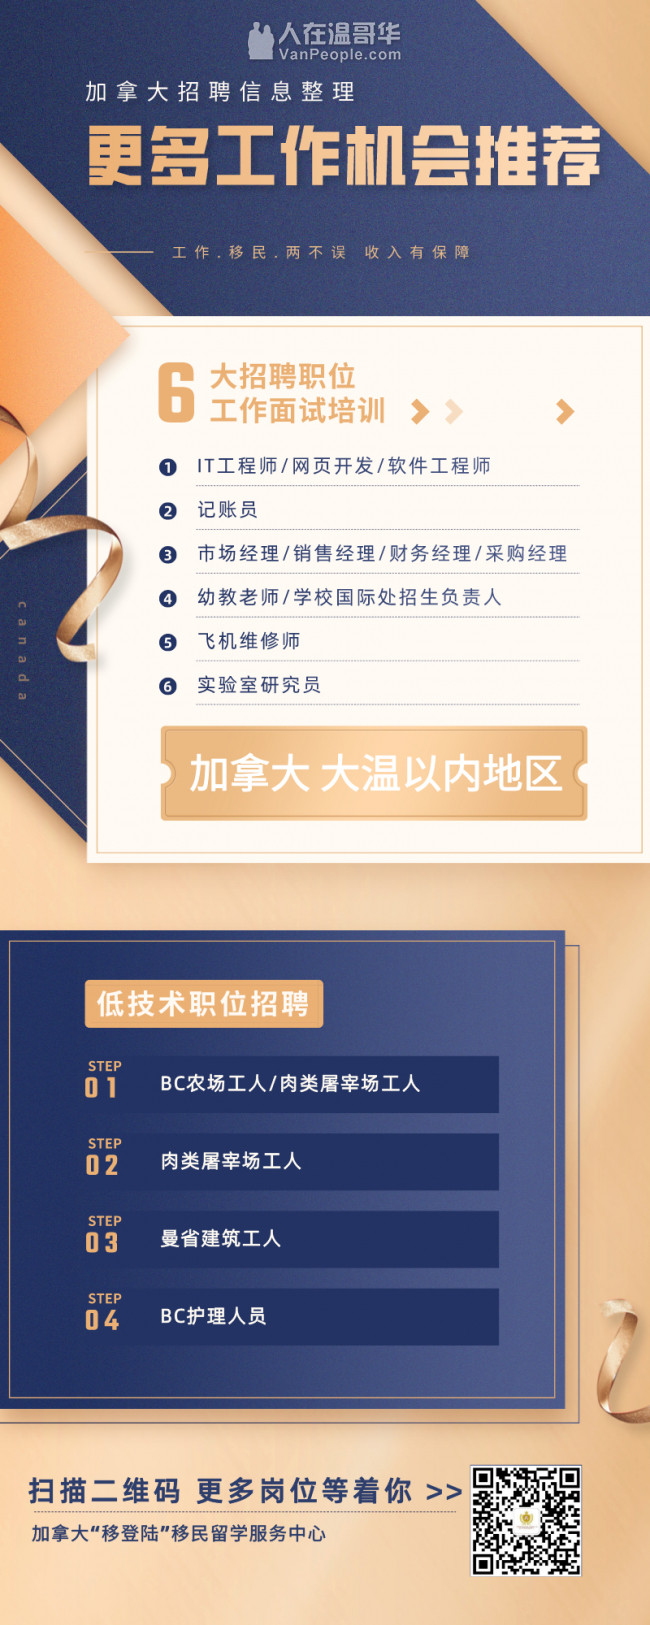 人在温哥华
VanPeople.com
加拿大招聘信息整理
更多工作机会推荐
工作.移民.两不误 收入有保障
6 大招聘职位
工作面试培训
1 IT工程师/网页开发/软件工程师
2 记账员
3 市场经理/销售经理/财务经理/采购经理
4 幼教老师/学校国际处招生负责人
5 飞机维修师
6 实验室研究员
canada
加拿大 大温以内地区
低技术职位招聘
STEP
01 BC农场工人/肉类屠宰场工人
STEP
02 肉类屠宰场工人
STEP
03 曼省建筑工人
STEP
04 BC护理人员
扫描二维码 更多岗位等着你 >>
加拿大“移登陆”移民留学服务中心